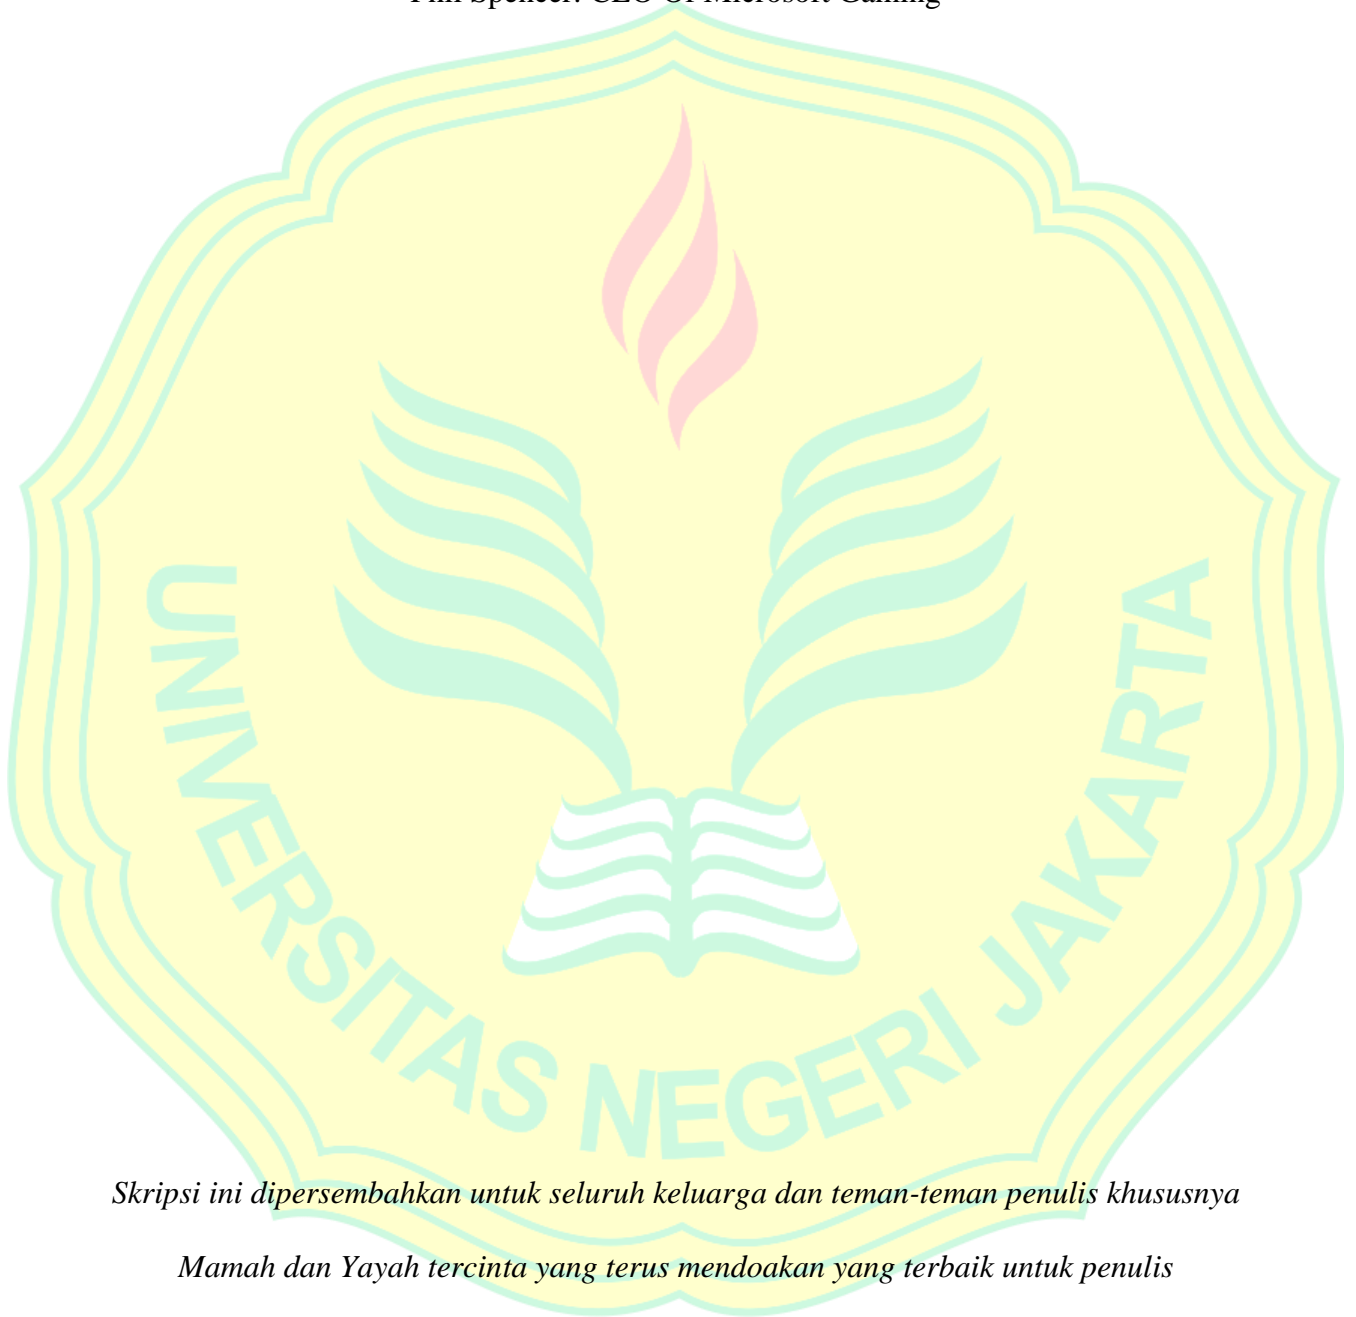 UNIVERSITAS NEGERI JAKARTA
Skripsi ini dipersembahkan untuk seluruh keluarga dan teman-teman penulis khususnya
Mamah dan Yayah tercinta yang terus mendoakan yang terbaik untuk penulis